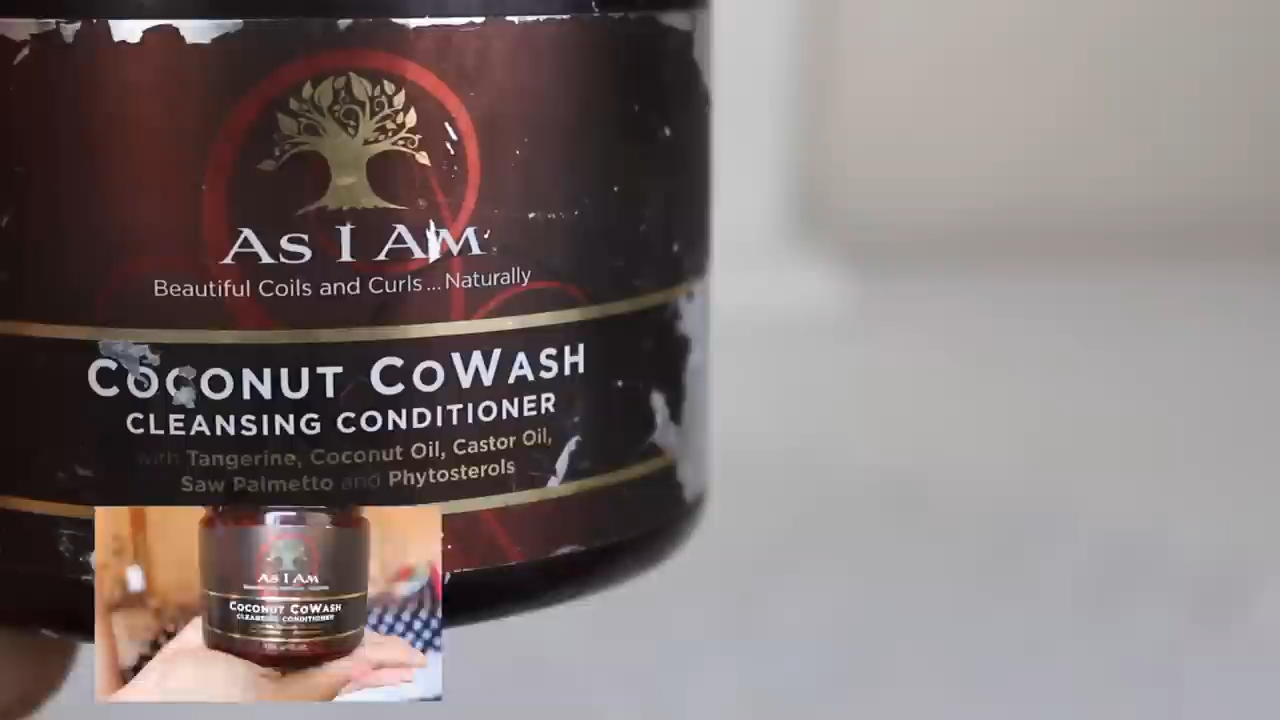 As I Am
Beautiful Coils and Curls... Naturally
Coconut CoWash
CLEANSING CONDITIONER
with Tangerine, Coconut Oil, Castor Oil,
Saw Palmetto and Phytosterols
As I Am
Coconut CoWash
CLEANSING CONDITIONER